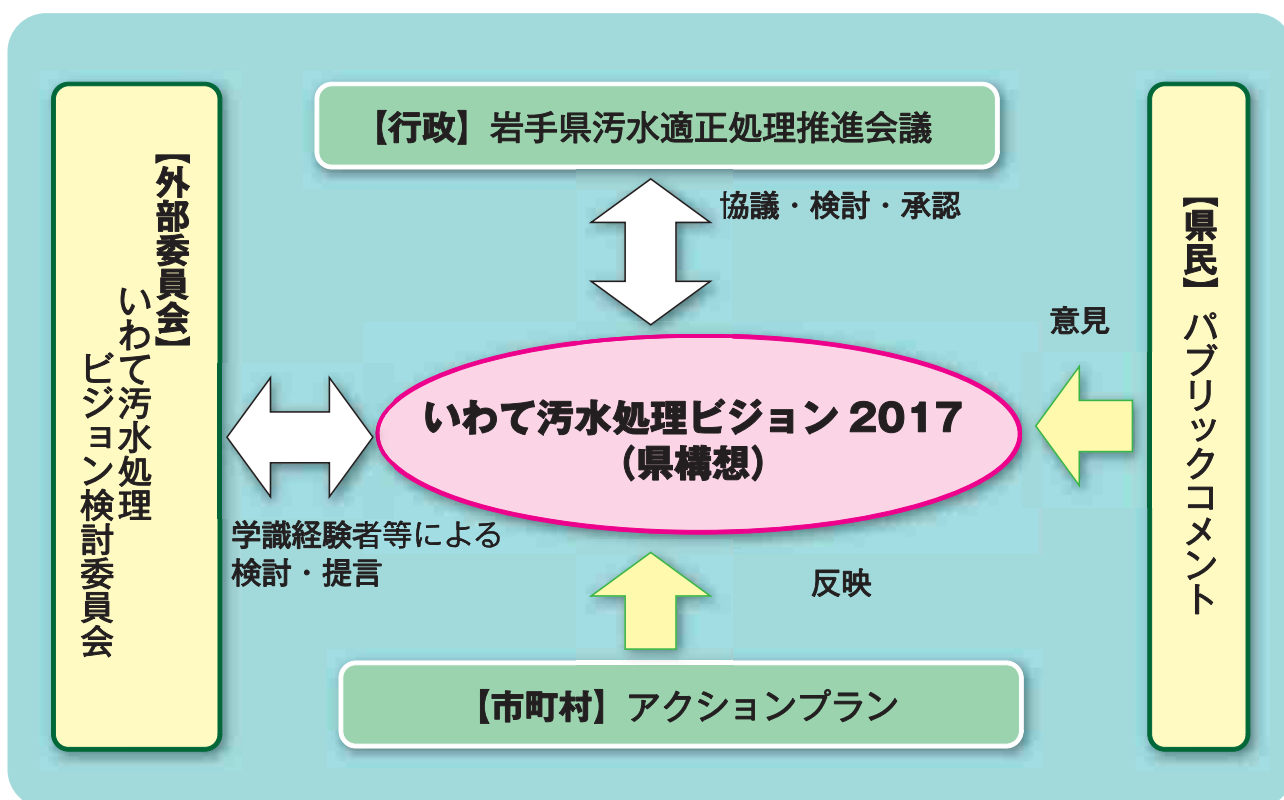 【行政】岩手県汚水適正処理推進会議
協議・検討・承認
【外部委員会】
いわて汚水処理
ビジョン検討委員会
いわて汚水処理ビジョン 2017
（県構想）
学識経験者等による
検討・提言
意見
【県民】パブリックコメント
反映
【市町村】アクションプラン